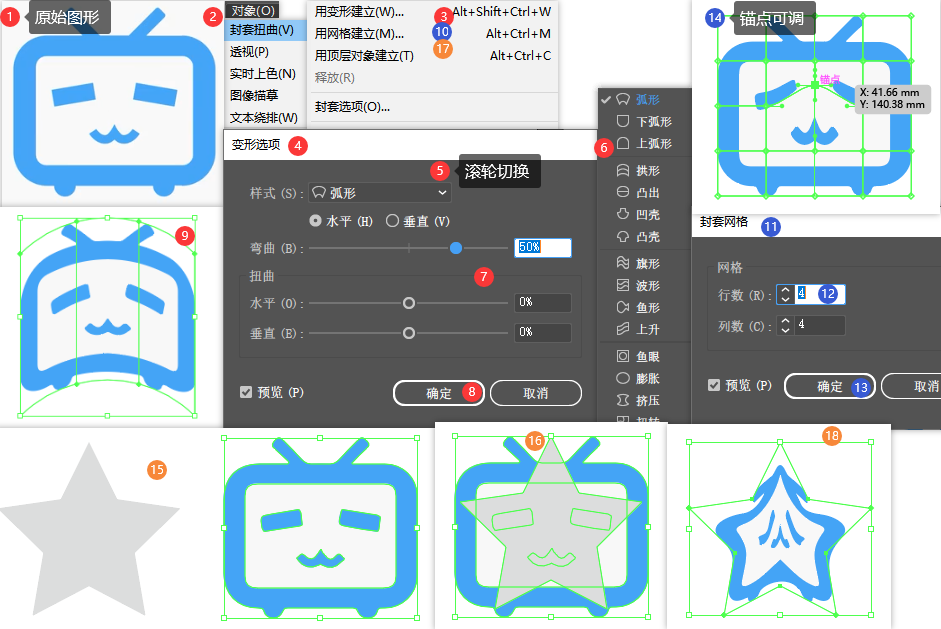 1
原始图形
2
对象(O)
封套扭曲(V)
透视(P)
实时上色(N)
图像描摹
文本绕排(W)
用变形建立(W)...
3
Alt+Shift+Ctrl+W
用网格建立(M)...
10
Alt+Ctrl+M
用顶层对象建立(T)
17
Alt+Ctrl+C
释放(R)
封套选项(O)...
变形选项
4
5
滚轮切换
样式 (S) :
弧形
水平 (H)
垂直 (V)
弯曲 (B) :
50%
扭曲
7
水平 (O) :
0%
垂直 (E) :
0%
预览 (P)
确定
8
取消
6
弧形
下弧形
上弧形
拱形
凸出
凹壳
凸壳
旗形
波形
鱼形
上升
鱼眼
膨胀
挤压
扭转
14
锚点可调
锚点
X: 41.66 mm
Y: 140.38 mm
封套网格
11
网格
行数 (R) :
4
12
列数 (C) :
4
预览 (P)
确定
13
取消
9
15
16
18